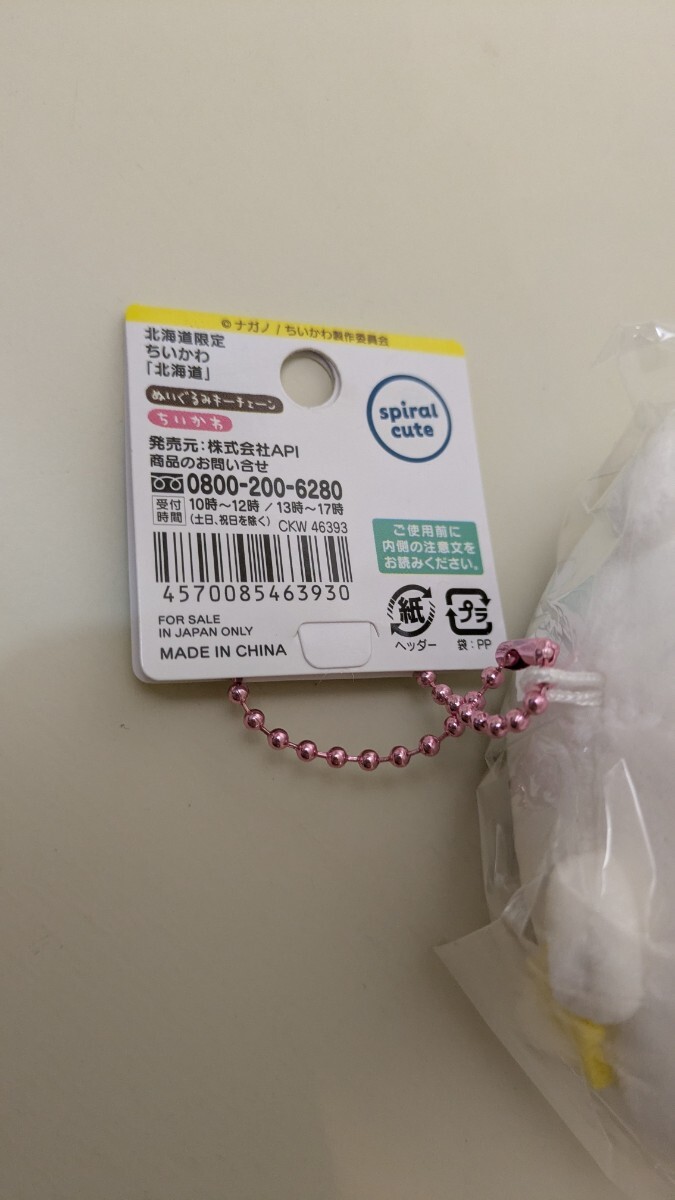 © ナガノ / ちいかわ製作委員会
北海道限定
ちいかわ
「北海道」
ぬいぐるみキーチェーン
ちいかわ
spiral
cute
発売元:株式会社API
商品のお問い合せ
0800-200-6280
受付時間 10時〜12時 / 13時〜17時
(土日、祝日を除く) CKW 46393
4570085463930
ご使用前に
内側の注意文を
お読みください。
FOR SALE
IN JAPAN ONLY
MADE IN CHINA
紙
ヘッダー
プラ
袋:PP